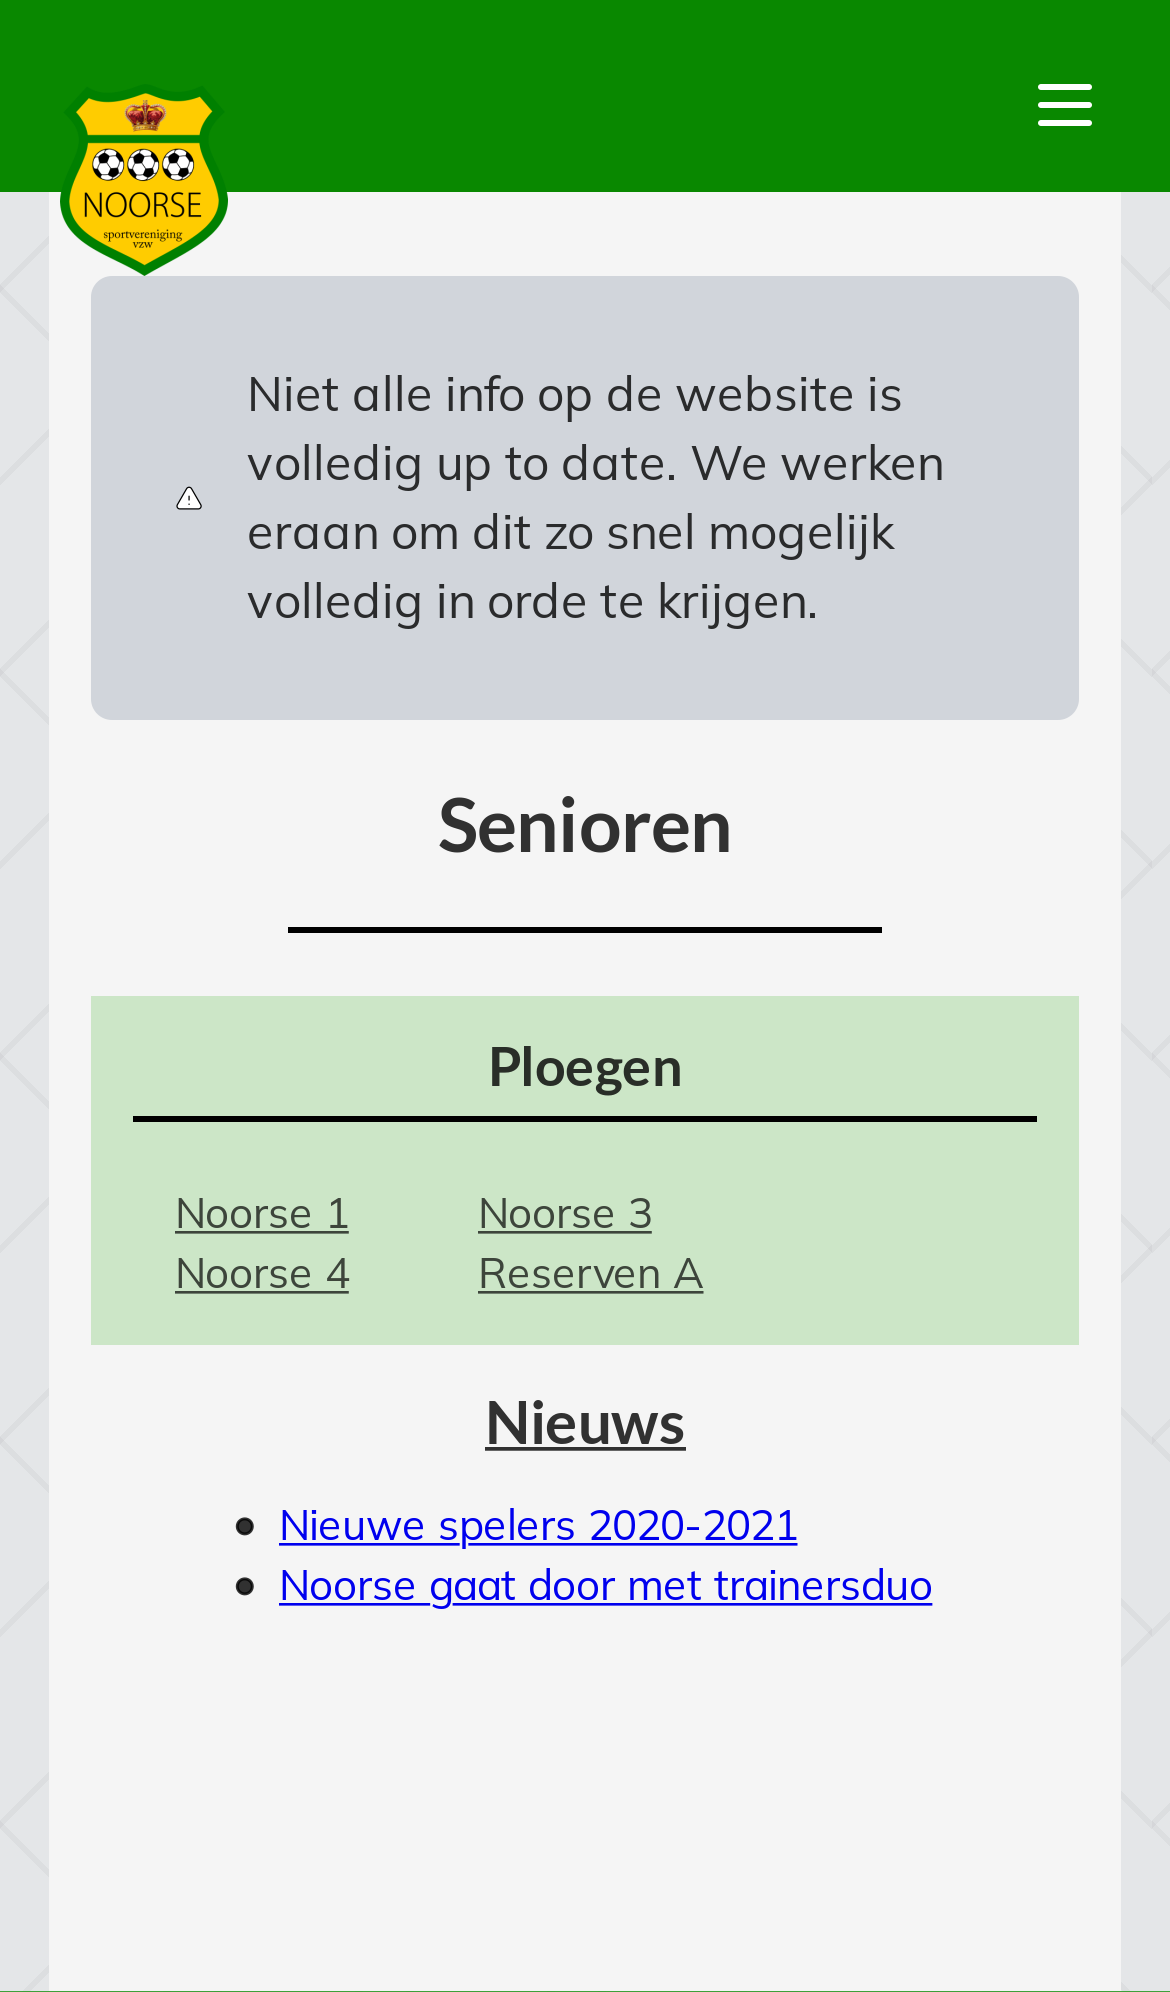 NOORSE
sportvereniging
vzw
Niet alle info op de website is
volledig up to date. We werken
eraan om dit zo snel mogelijk
volledig in orde te krijgen.
Senioren
Ploegen
Noorse 1 Noorse 3
Noorse 4 Reserven A
Nieuws
Nieuwe spelers 2020-2021
Noorse gaat door met trainersduo